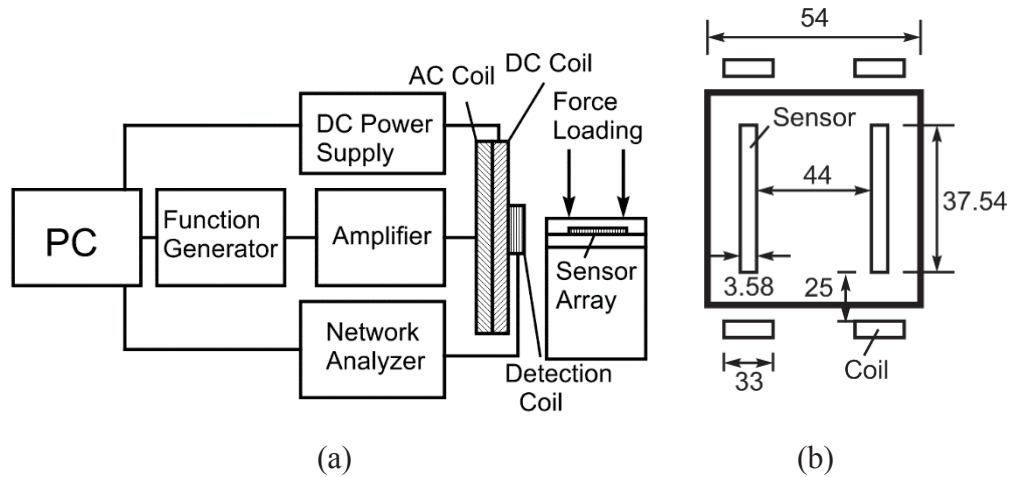 AC Coil
DC Coil
DC Power
Supply
Force
Loading
PC
Function
Generator
Amplifier
Sensor
Array
Network
Analyzer
Detection
Coil
(a)
54
Sensor
44
37.54
3.58
25
33
Coil
(b)